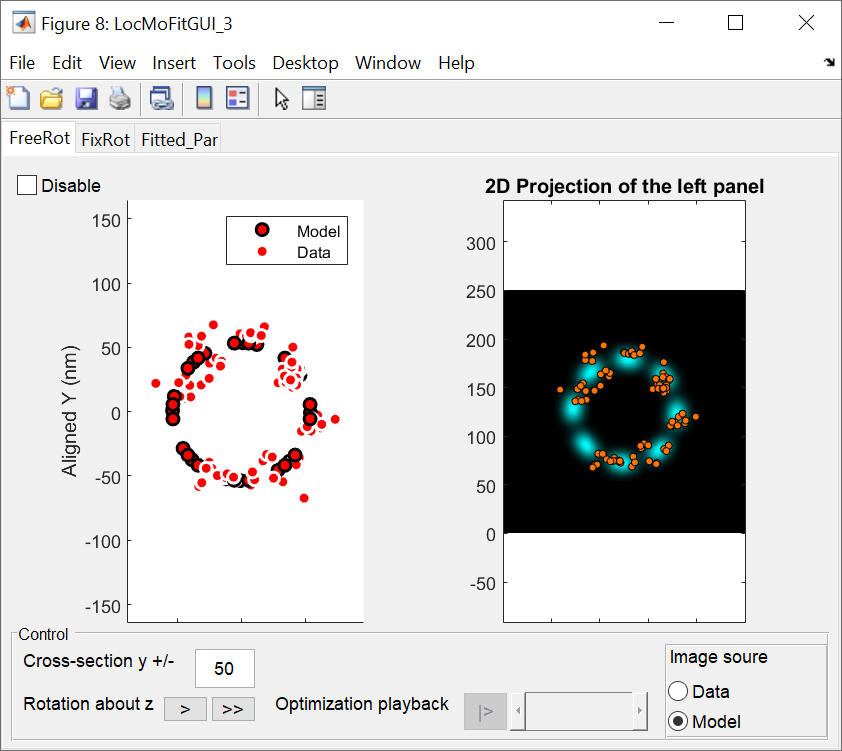 Figure 8: LocMoFitGUI_3
File Edit View Insert Tools Desktop Window Help
FreeRot FixRot Fitted_Par
Disable
2D Projection of the left panel
Model
Data
150
100
50
0
-50
-100
-150
Aligned Y (nm)
300
250
200
150
100
50
0
-50
Control
Cross-section y +/- 50
Rotation about z > >> Optimization playback |>
Image soure
Data
Model